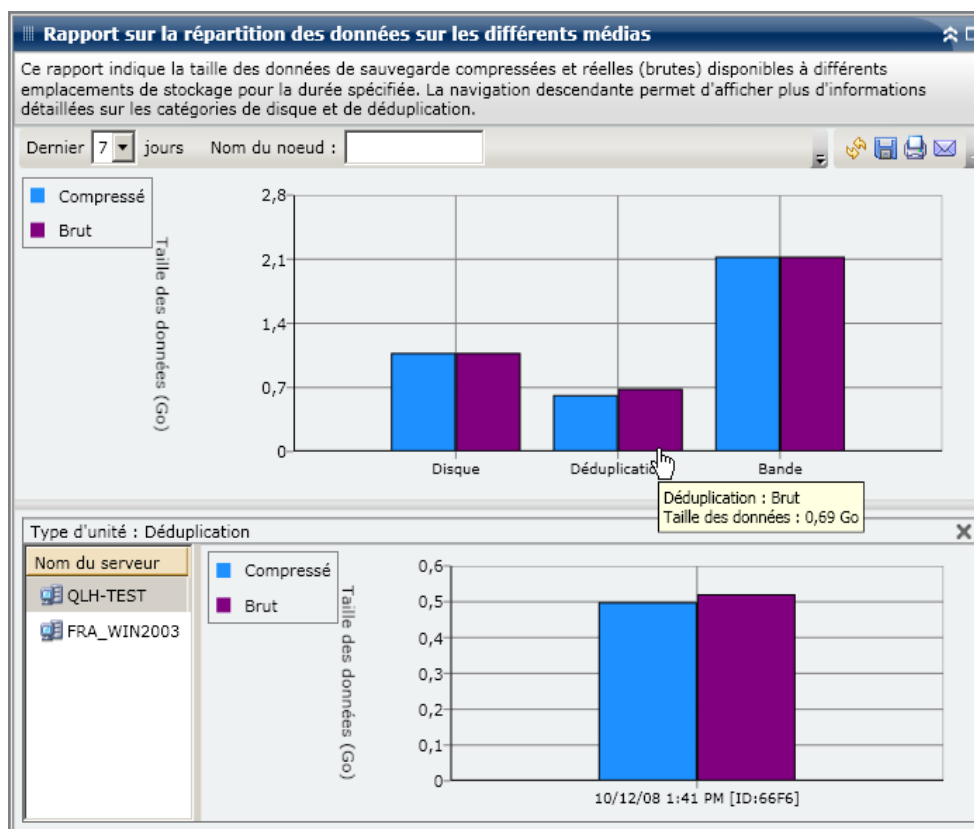 Rapport sur la répartition des données sur les différents médias
Ce rapport indique la taille des données de sauvegarde compressées et réelles (brutes) disponibles à différents
emplacements de stockage pour la durée spécifiée. La navigation descendante permet d'afficher plus d'informations
détaillées sur les catégories de disque et de déduplication.
Dernier 7 jours Nom du noeud :
Compressé
Brut
Taille des données (Go)
2,8
2,1
1,4
0,7
0
Disque
Déduplication
Bande
Déduplication : Brut
Taille des données : 0,69 Go
Type d'unité : Déduplication
Nom du serveur
QLH-TEST
FRA_WIN2003
Compressé
Brut
Taille des données (Go)
0,6
0,5
0,4
0,3
0,2
0,1
0
10/12/08 1:41 PM [ID:66F6]